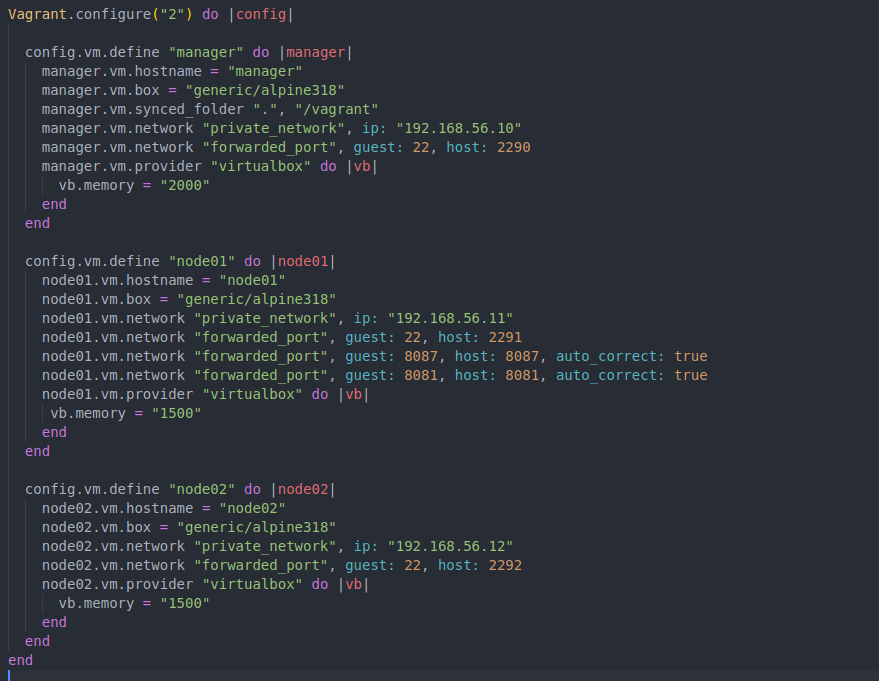 Vagrant.configure("2") do |config|

  config.vm.define "manager" do |manager|
    manager.vm.hostname = "manager"
    manager.vm.box = "generic/alpine318"
    manager.vm.synced_folder ".", "/vagrant"
    manager.vm.network "private_network", ip: "192.168.56.10"
    manager.vm.network "forwarded_port", guest: 22, host: 2290
    manager.vm.provider "virtualbox" do |vb|
      vb.memory = "2000"
    end
  end

  config.vm.define "node01" do |node01|
    node01.vm.hostname = "node01"
    node01.vm.box = "generic/alpine318"
    node01.vm.network "private_network", ip: "192.168.56.11"
    node01.vm.network "forwarded_port", guest: 22, host: 2291
    node01.vm.network "forwarded_port", guest: 8087, host: 8087, auto_correct: true
    node01.vm.network "forwarded_port", guest: 8081, host: 8081, auto_correct: true
    node01.vm.provider "virtualbox" do |vb|
     vb.memory = "1500"
    end
  end

  config.vm.define "node02" do |node02|
    node02.vm.hostname = "node02"
    node02.vm.box = "generic/alpine318"
    node02.vm.network "private_network", ip: "192.168.56.12"
    node02.vm.network "forwarded_port", guest: 22, host: 2292
    node02.vm.provider "virtualbox" do |vb|
      vb.memory = "1500"
    end
  end
end